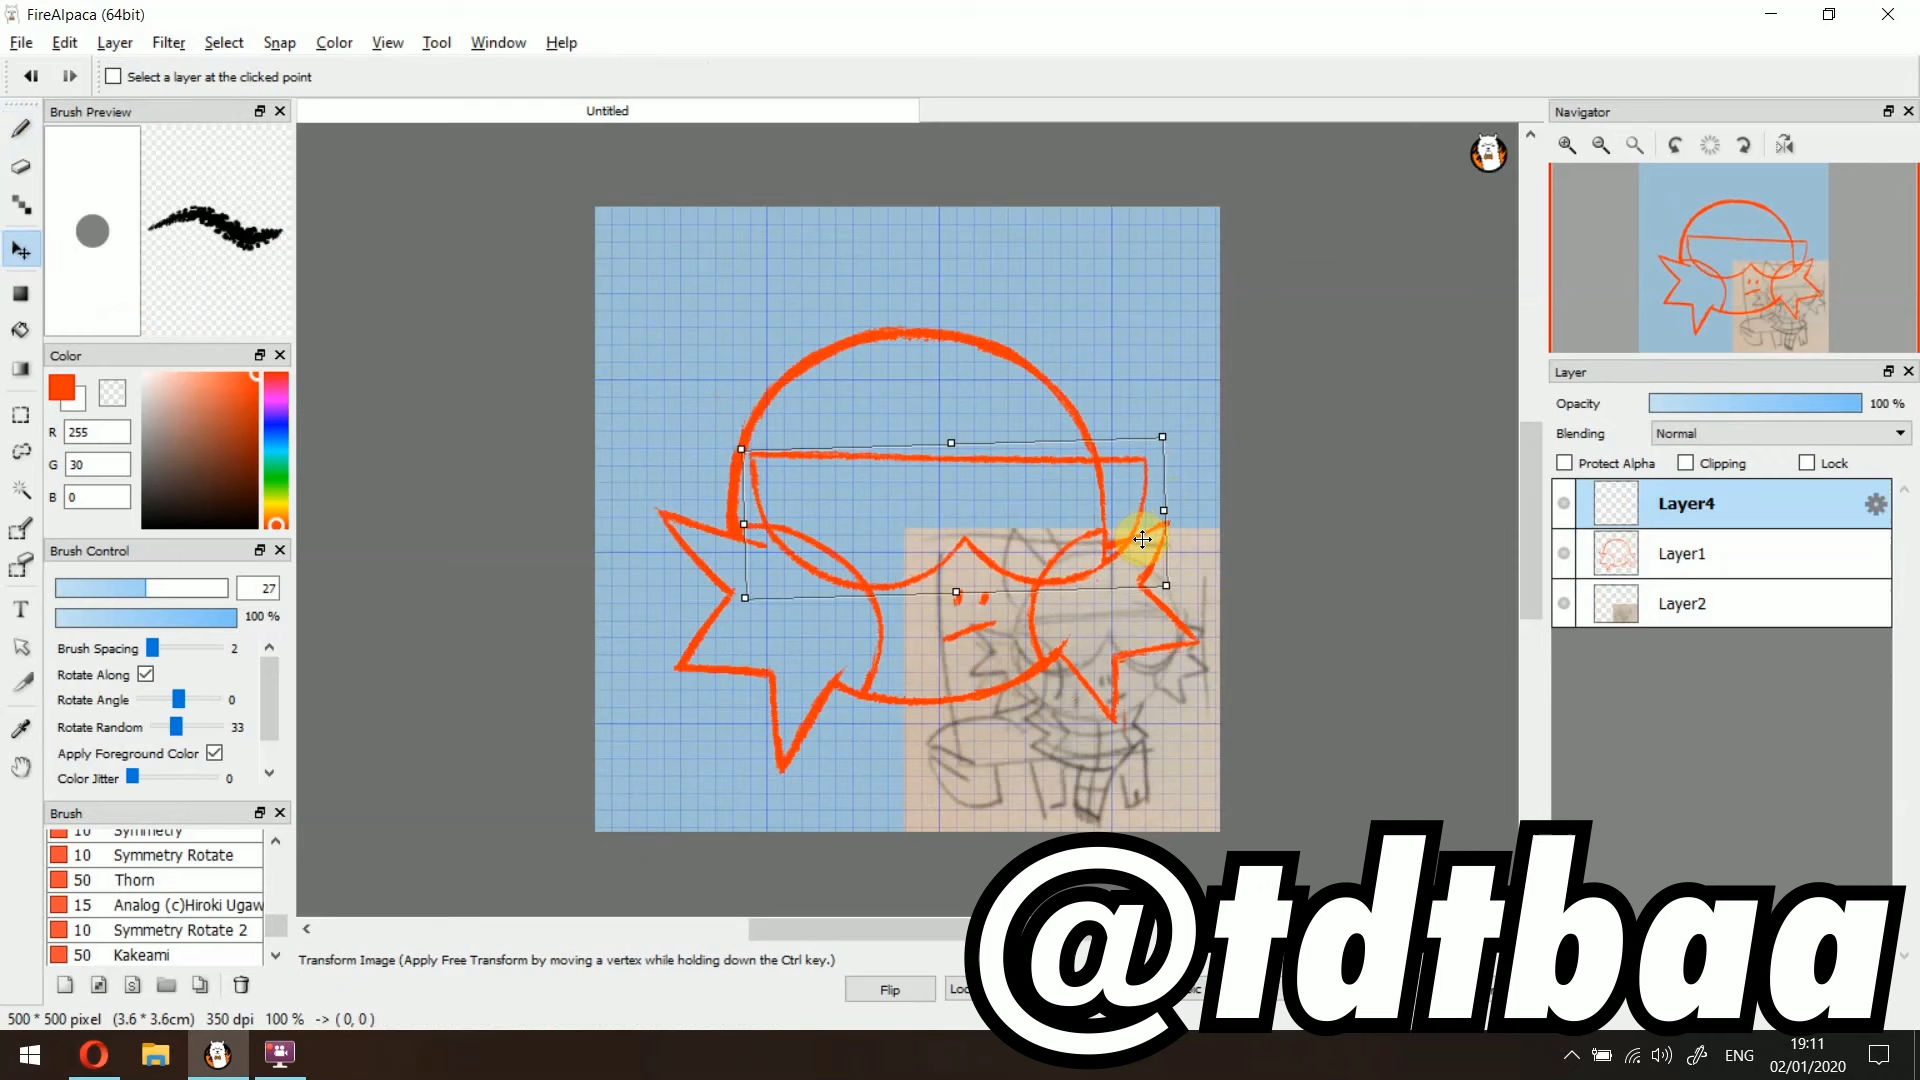 FireAlpaca (64bit)
File Edit Layer Filter Select Snap Color View Tool Window Help
Select a layer at the clicked point
Brush Preview
Untitled
Navigator
Color
R 255
G 30
B 0
Layer
Opacity 100 %
Blending Normal
Protect Alpha Clipping Lock
Layer4
Layer1
Layer2
Brush Control
27
100 %
Brush Spacing 2
Rotate Along
Rotate Angle 0
Rotate Random 33
Apply Foreground Color
Color Jitter 0
Brush
10 Symmetry
10 Symmetry Rotate
50 Thorn
15 Analog (c)Hiroki Ugaw
10 Symmetry Rotate 2
50 Kakeami
T
Transform Image (Apply Free Transform by moving a vertex while holding down the Ctrl key.)
Flip
@tdtbaa
500 * 500 pixel (3.6 * 3.6cm) 350 dpi 100 % -> ( 0, 0 )
ENG
19:11
02/01/2020